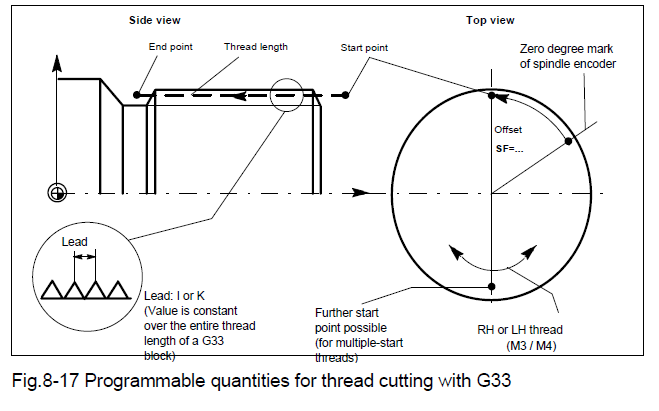 Side view
Top view
End point
Thread length
Start point
Zero degree mark
of spindle encoder
Offset
SF=...
Lead
Lead: I or K
(Value is constant
over the entire thread
length of a G33
block)
Further start
point possible
(for multiple-start
threads)
RH or LH thread
(M3 / M4)
Fig.8-17 Programmable quantities for thread cutting with G33